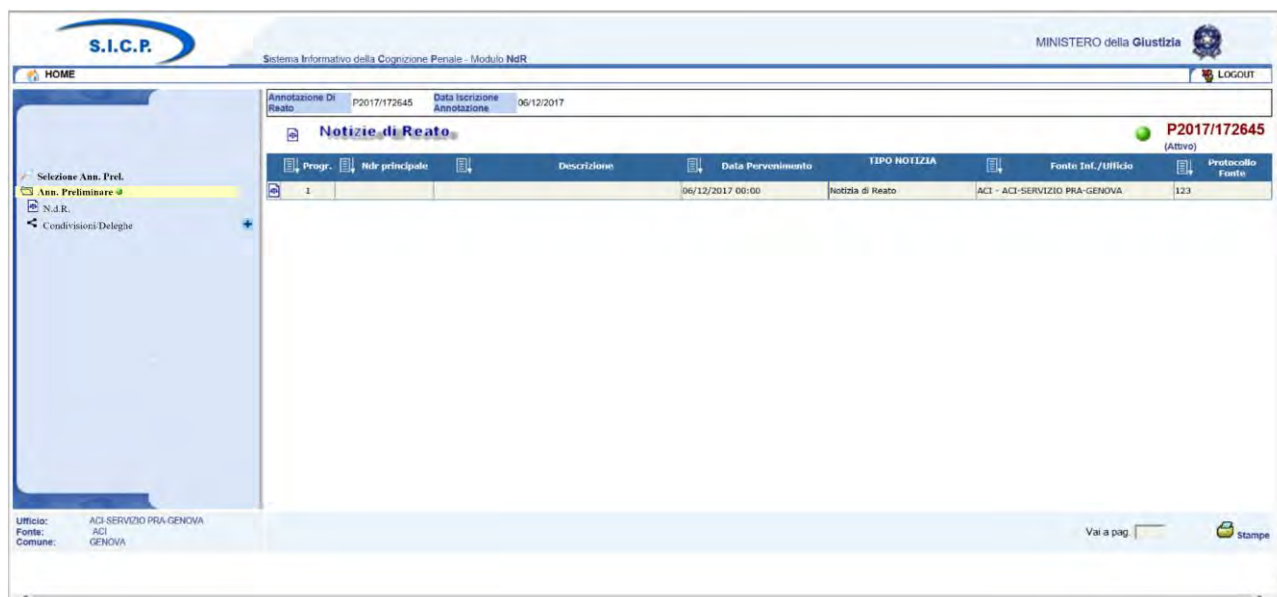 S.I.C.P.
Sistema Informativo della Cognizione Penale - Modulo NdR
MINISTERO della Giustizia
HOME
LOGOUT
Annotazione Di Reato P2017/172645 Data Iscrizione Annotazione 06/12/2017
Notizie di Reato
P2017/172645
(Attivo)
Progr. Ndr principale Descrizione Data Pervenimento TIPO NOTIZIA Fonte Inf./Ufficio Protocollo Fonte
1 06/12/2017 00:00 Notizia di Reato ACI - ACI-SERVIZIO PRA-GENOVA 123
Selezione Ann. Prel.
Ann. Preliminare
N.d.R.
Condivisioni/Deleghe
Ufficio: ACI-SERVIZIO PRA-GENOVA
Fonte: ACI
Comune: GENOVA
Vai a pag.
Stampe